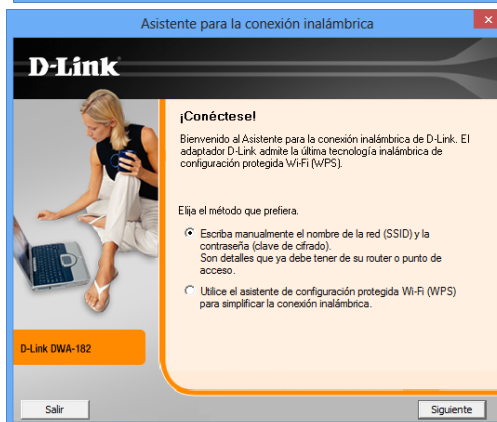 Asistente para la conexión inalámbrica
D-Link
¡Conéctese!
Bienvenido al Asistente para la conexión inalámbrica de D-Link. El
adaptador D-Link admite la última tecnología inalámbrica de
configuración protegida Wi-Fi (WPS).
Elija el método que prefiera.
Escriba manualmente el nombre de la red (SSID) y la
contraseña (clave de cifrado).
Son detalles que ya debe tener de su router o punto de
acceso.
Utilice el asistente de configuración protegida Wi-Fi (WPS)
para simplificar la conexión inalámbrica.
D-Link DWA-182
Salir
Siguiente